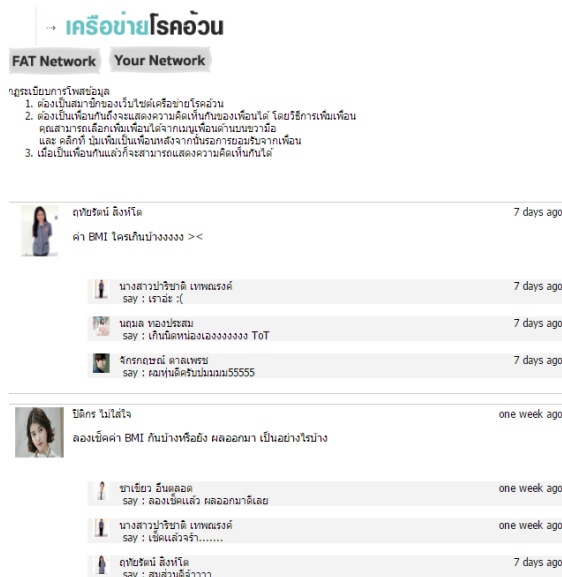 เครือข่ายโรคอ้วน
FAT Network Your Network
กฎระเบียบการโพสข้อมูล
1. ต้องเป็นสมาชิกของเว็บไซต์เครือข่ายโรคอ้วน
2. ต้องเป็นเพื่อนกันถึงจะแสดงความคิดเห็นกันของเพื่อนได้ โดยวิธีการเพิ่มเพื่อน
คุณสามารถเลือกเพิ่มเพื่อนได้จากเมนูเพื่อนด้านบนขวามือ
และ คลิกที่ ปุ่มเพิ่มเป็นเพื่อนหลังจากนั้นรอการยอมรับจากเพื่อน
3. เมื่อเป็นเพื่อนกันแล้วก็จะสามารถแสดงความคิดเห็นกันได้
ฤทัยรัตน์ สิงห์โต 7 days ago
ค่า BMI ใครเกินบ้างงงงง ><
นางสาวปาริชาติ เทพณรงค์ 7 days ago
say : เราอ่ะ :(
นฤมล ทองประสม 7 days ago
say : เกินนิดหน่องเองงงงงงง ToT
จักรกฤษณ์ ตาลเพรช 7 days ago
say : ผมหุ่นดีครับปมมมม55555
ปิติกร ไม่ใส่ใจ one week ago
ลองเช็คค่า BMI กันบ้างหรือยัง ผลออกมา เป็นอย่างไรบ้าง
ชาเขียว อึนตลอด one week ago
say : ลองเช็คแล้ว ผลออกมาดีเลย
นางสาวปาริชาติ เทพณรงค์ one week ago
say : เช็คแล้วจร้า.......
ฤทัยรัตน์ สิงห์โต 7 days ago
say : สมส่วนดีจ้าาาา